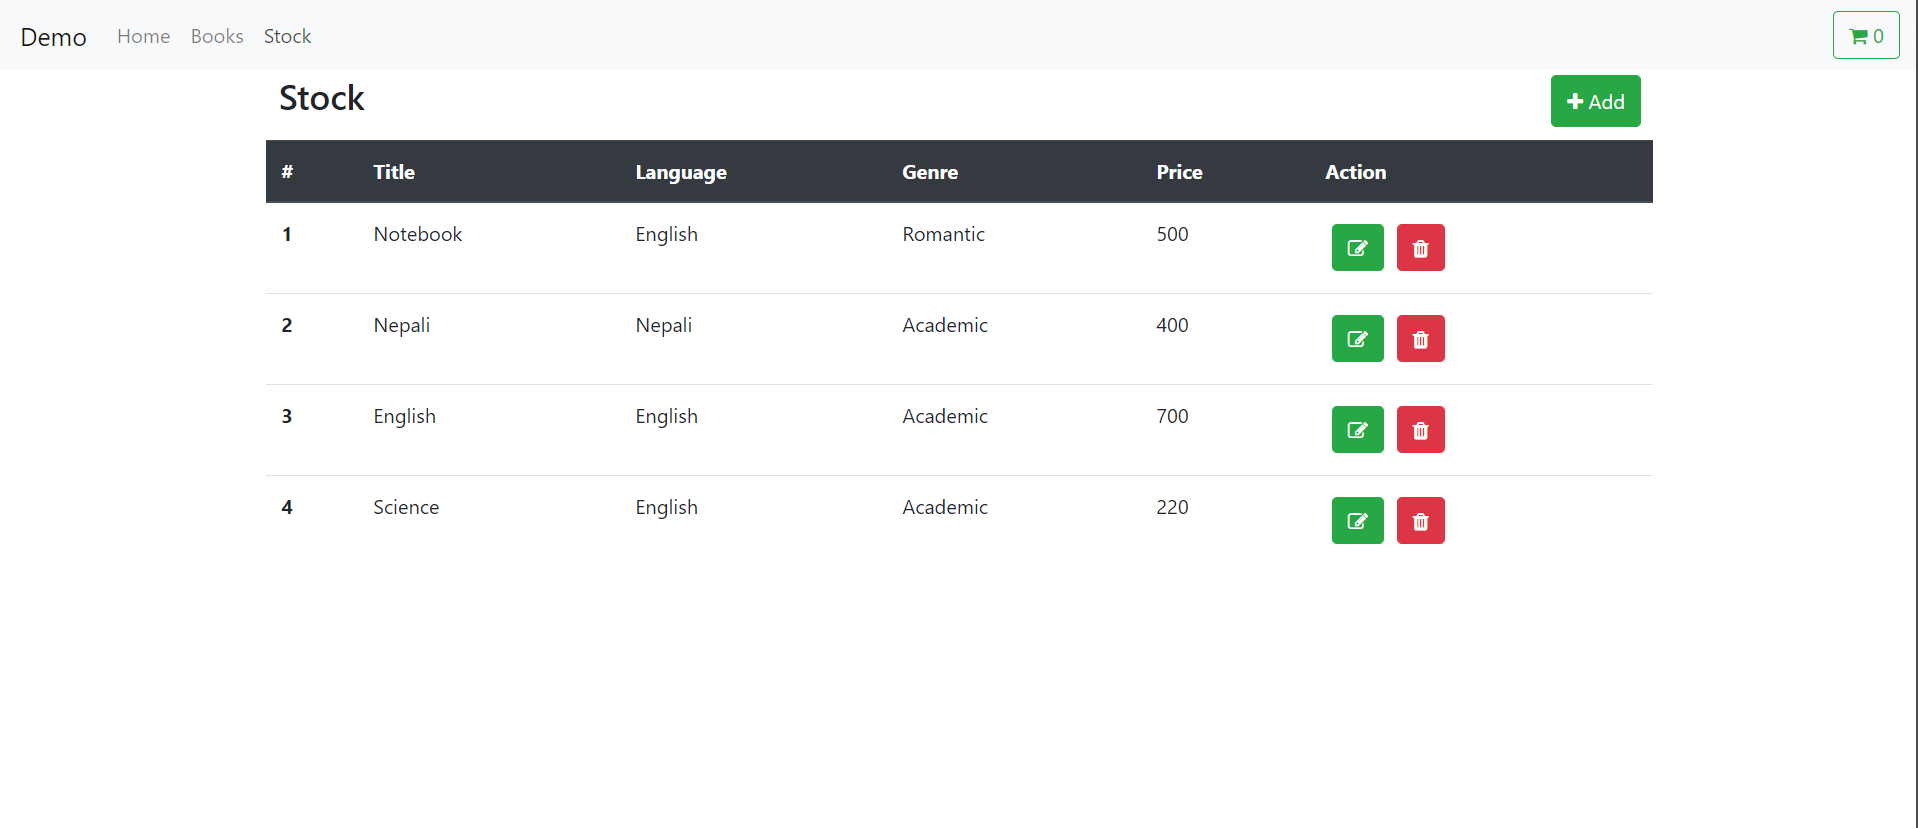 Demo Home Books Stock 0
Stock Add
# Title Language Genre Price Action
1 Notebook English Romantic 500
2 Nepali Nepali Academic 400
3 English English Academic 700
4 Science English Academic 220